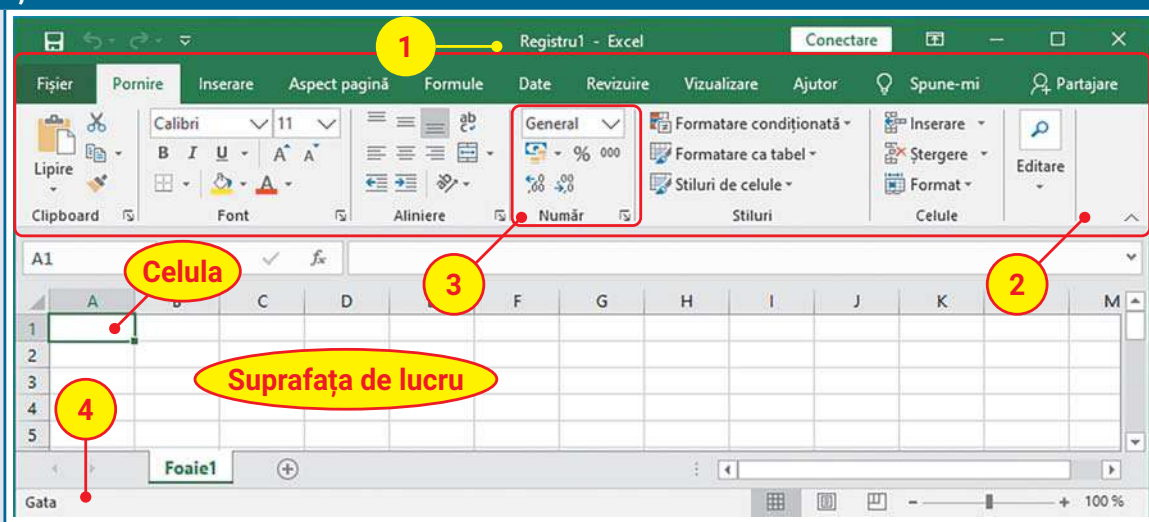 1
Registru1 - Excel
Conectare
Fișier Pornire Inserare Aspect pagină Formule Date Revizuire Vizualizare Ajutor Spune-mi Partajare
Calibri 11 ab General % 000 Formatare condiționată Inserare
Lipire B I U A A Formatare ca tabel Ștergere Editare
A Stiluri de celule Format
Clipboard Font Aliniere Număr Stiluri Celule
A1 fx
Celula
3
2
A C D F G H I J K M
1
2
3
4
5
Suprafața de lucru
4
Foaie1
Gata
100 %